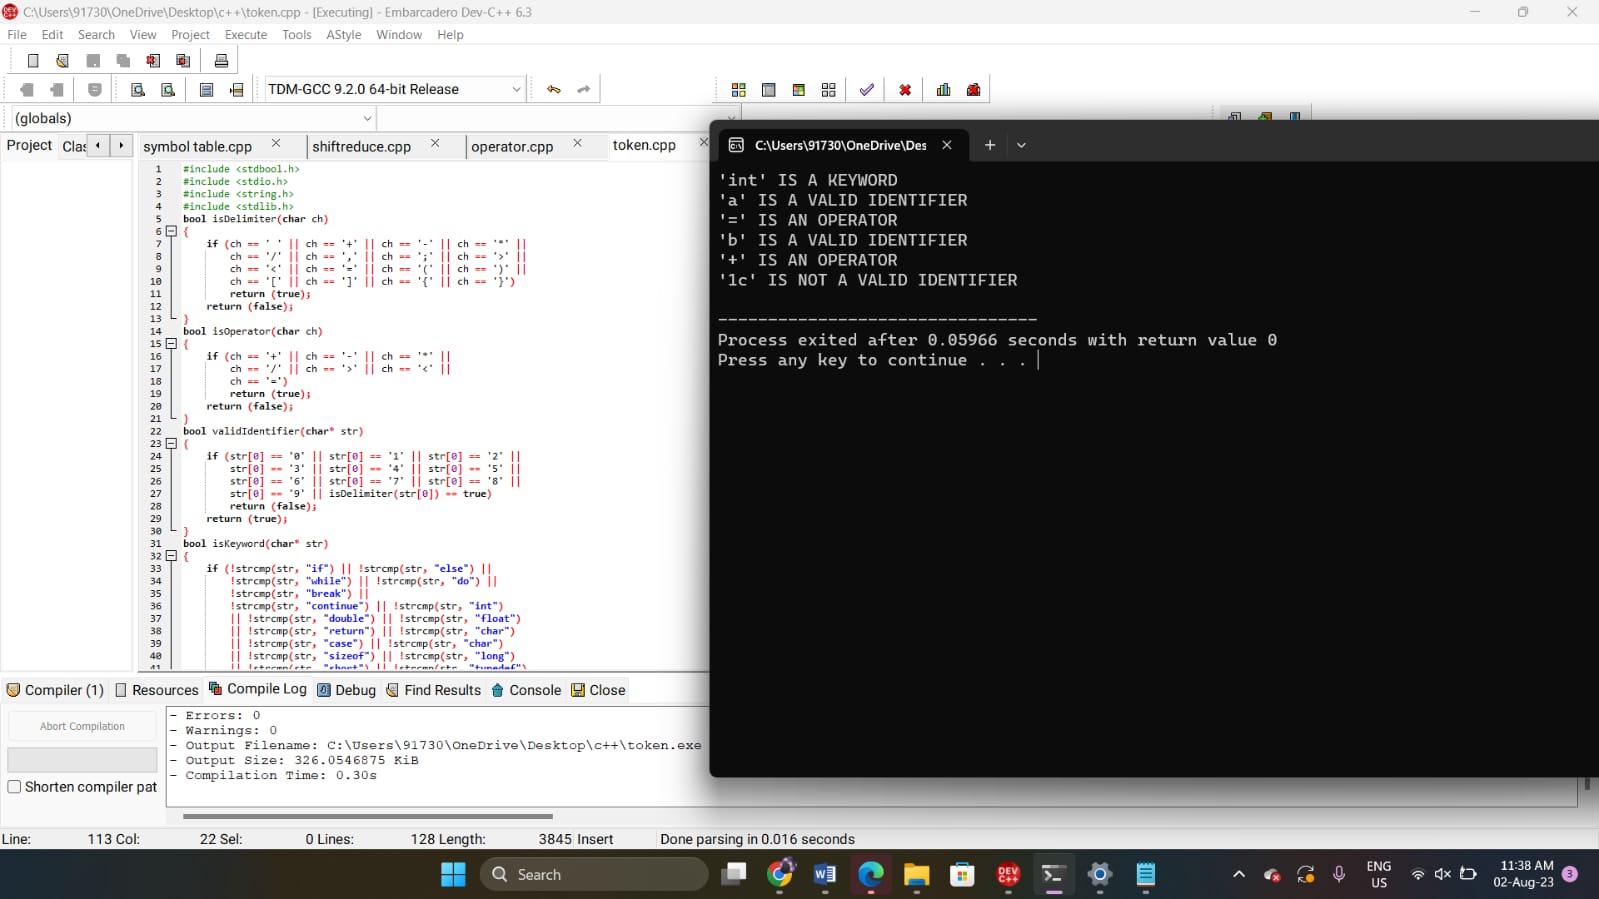 C:\Users\91730\OneDrive\Desktop\c++\token.cpp - [Executing] - Embarcadero Dev-C++ 6.3
File Edit Search View Project Execute Tools AStyle Window Help
TDM-GCC 9.2.0 64-bit Release
(globals)
Project Clas symbol table.cpp shiftreduce.cpp operator.cpp token.cpp
1 #include <stdbool.h>
2 #include <stdio.h>
3 #include <string.h>
4 #include <stdlib.h>
5 bool isDelimiter(char ch)
6 {
7 if (ch == ' ' || ch == '+' || ch == '-' || ch == '*' ||
8 ch == '/' || ch == ',' || ch == ';' || ch == '>' ||
9 ch == '<' || ch == '=' || ch == '(' || ch == ')' ||
10 ch == '[' || ch == ']' || ch == '{' || ch == '}')
11 return (true);
12 return (false);
13 }
14 bool isOperator(char ch)
15 {
16 if (ch == '+' || ch == '-' || ch == '*' ||
17 ch == '/' || ch == '>' || ch == '<' ||
18 ch == '=')
19 return (true);
20 return (false);
21 }
22 bool validIdentifier(char* str)
23 {
24 if (str[0] == '0' || str[0] == '1' || str[0] == '2' ||
25 str[0] == '3' || str[0] == '4' || str[0] == '5' ||
26 str[0] == '6' || str[0] == '7' || str[0] == '8' ||
27 str[0] == '9' || isDelimiter(str[0]) == true)
28 return (false);
29 return (true);
30 }
31 bool isKeyword(char* str)
32 {
33 if (!strcmp(str, "if") || !strcmp(str, "else") ||
34 !strcmp(str, "while") || !strcmp(str, "do") ||
35 !strcmp(str, "break") ||
36 !strcmp(str, "continue") || !strcmp(str, "int")
37 || !strcmp(str, "double") || !strcmp(str, "float")
38 || !strcmp(str, "return") || !strcmp(str, "char")
39 || !strcmp(str, "case") || !strcmp(str, "char")
40 || !strcmp(str, "sizeof") || !strcmp(str, "long")
41 || !strcmp(str, "short") || !strcmp(str, "typedef")
C:\Users\91730\OneDrive\Des
'int' IS A KEYWORD
'a' IS A VALID IDENTIFIER
'=' IS AN OPERATOR
'b' IS A VALID IDENTIFIER
'+' IS AN OPERATOR
'1c' IS NOT A VALID IDENTIFIER
--------------------------------
Process exited after 0.05966 seconds with return value 0
Press any key to continue . . .
Compiler (1) Resources Compile Log Debug Find Results Console Close
Abort Compilation
Shorten compiler pat
- Errors: 0
- Warnings: 0
- Output Filename: C:\Users\91730\OneDrive\Desktop\c++\token.exe
- Output Size: 326.0546875 KiB
- Compilation Time: 0.30s
Line: 113 Col: 22 Sel: 0 Lines: 128 Length: 3845 Insert Done parsing in 0.016 seconds
Search
ENG
US
11:38 AM
02-Aug-23
3